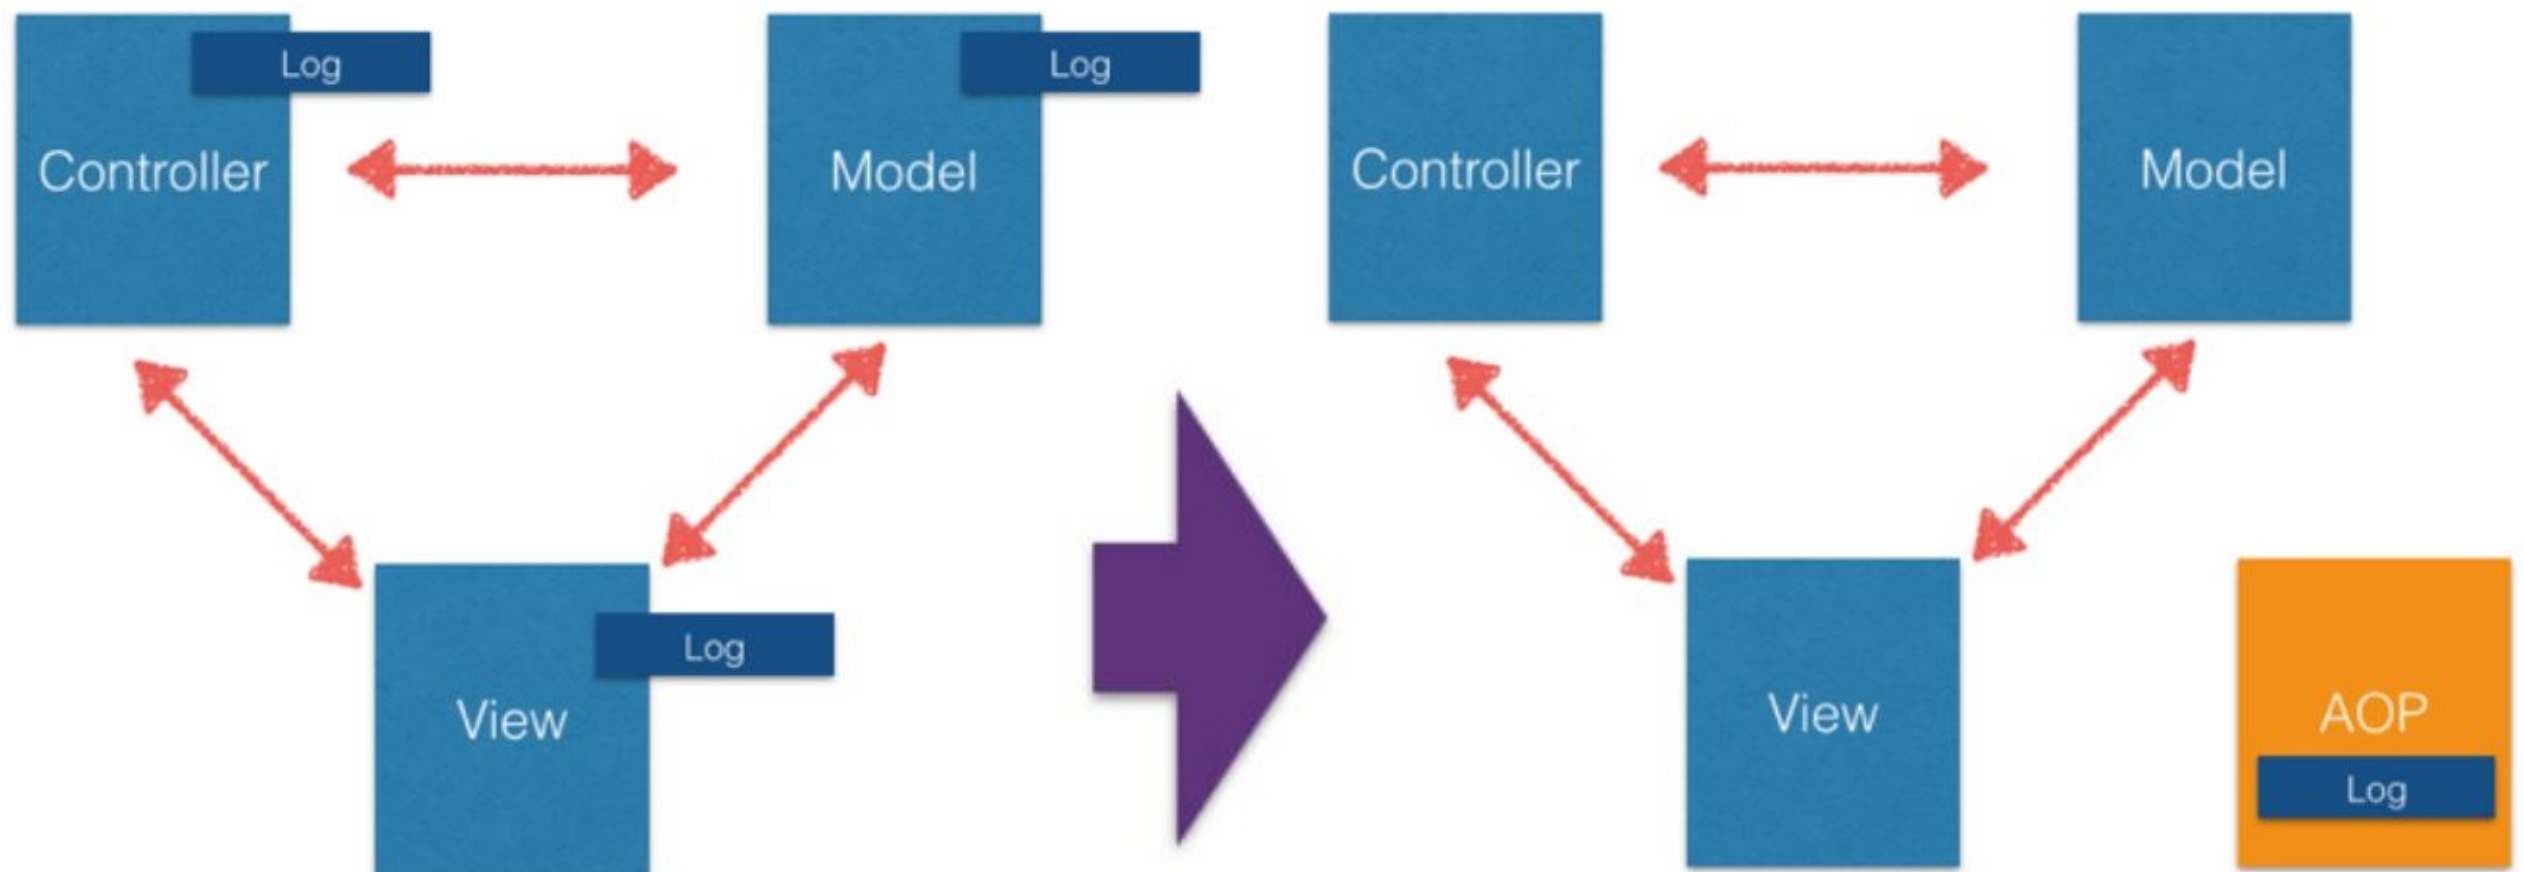 Log
Log
Controller
Model
Controller
Model
Log
View
View
AOP
Log